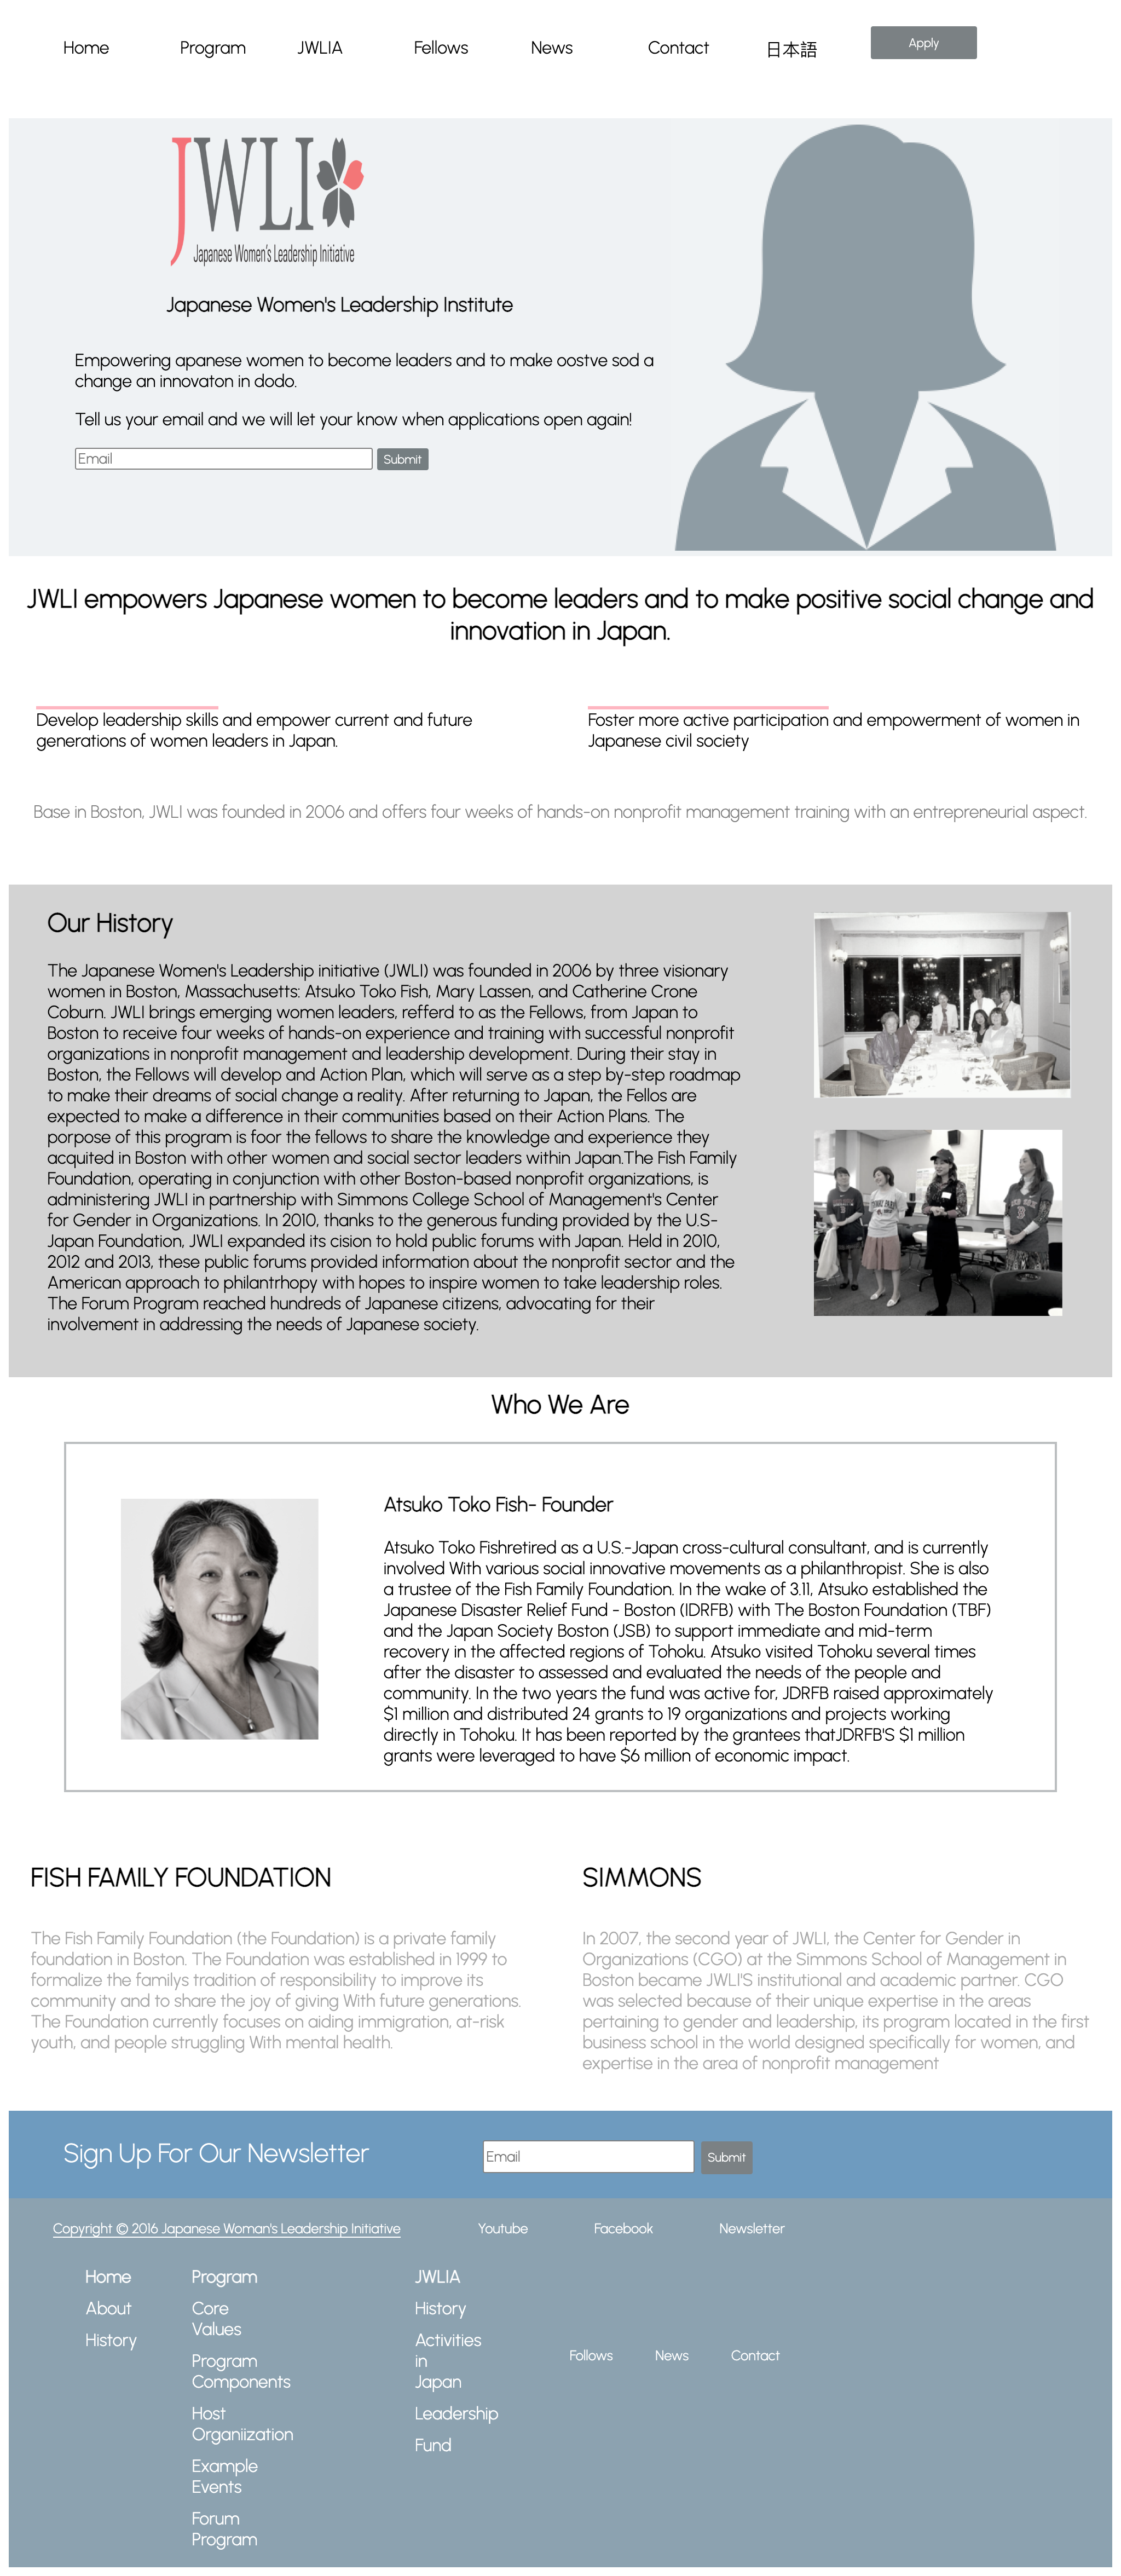 Home Program JWLIA Fellows News Contact 日本語 Apply
JWLI
Japanese Women's Leadership Initiative
Japanese Women's Leadership Institute
Empowering apanese women to become leaders and to make oostve sod a
change an innovaton in dodo.
Tell us your email and we will let your know when applications open again!
Email Submit
JWLI empowers Japanese women to become leaders and to make positive social change and
innovation in Japan.
Develop leadership skills and empower current and future
generations of women leaders in Japan.
Foster more active participation and empowerment of women in
Japanese civil society
Base in Boston, JWLI was founded in 2006 and offers four weeks of hands-on nonprofit management training with an entrepreneurial aspect.
Our History
The Japanese Women's Leadership initiative (JWLI) was founded in 2006 by three visionary
women in Boston, Massachusetts: Atsuko Toko Fish, Mary Lassen, and Catherine Crone
Coburn. JWLI brings emerging women leaders, refferd to as the Fellows, from Japan to
Boston to receive four weeks of hands-on experience and training with successful nonprofit
organizations in nonprofit management and leadership development. During their stay in
Boston, the Fellows will develop and Action Plan, which will serve as a step by-step roadmap
to make their dreams of social change a reality. After returning to Japan, the Fellos are
expected to make a difference in their communities based on their Action Plans. The
porpose of this program is foor the fellows to share the knowledge and experience they
acquited in Boston with other women and social sector leaders within Japan.The Fish Family
Foundation, operating in conjunction with other Boston-based nonprofit organizations, is
administering JWLI in partnership with Simmons College School of Management's Center
for Gender in Organizations. In 2010, thanks to the generous funding provided by the U.S-
Japan Foundation, JWLI expanded its cision to hold public forums with Japan. Held in 2010,
2012 and 2013, these public forums provided information about the nonprofit sector and the
American approach to philantrhopy with hopes to inspire women to take leadership roles.
The Forum Program reached hundreds of Japanese citizens, advocating for their
involvement in addressing the needs of Japanese society.
Who We Are
Atsuko Toko Fish- Founder
Atsuko Toko Fishretired as a U.S.-Japan cross-cultural consultant, and is currently
involved With various social innovative movements as a philanthropist. She is also
a trustee of the Fish Family Foundation. In the wake of 3.11, Atsuko established the
Japanese Disaster Relief Fund - Boston (IDRFB) with The Boston Foundation (TBF)
and the Japan Society Boston (JSB) to support immediate and mid-term
recovery in the affected regions of Tohoku. Atsuko visited Tohoku several times
after the disaster to assessed and evaluated the needs of the people and
community. In the two years the fund was active for, JDRFB raised approximately
$1 million and distributed 24 grants to 19 organizations and projects working
directly in Tohoku. It has been reported by the grantees thatJDRFB'S $1 million
grants were leveraged to have $6 million of economic impact.
FISH FAMILY FOUNDATION
The Fish Family Foundation (the Foundation) is a private family
foundation in Boston. The Foundation was established in 1999 to
formalize the familys tradition of responsibility to improve its
community and to share the joy of giving With future generations.
The Foundation currently focuses on aiding immigration, at-risk
youth, and people struggling With mental health.
SIMMONS
In 2007, the second year of JWLI, the Center for Gender in
Organizations (CGO) at the Simmons School of Management in
Boston became JWLI'S institutional and academic partner. CGO
was selected because of their unique expertise in the areas
pertaining to gender and leadership, its program located in the first
business school in the world designed specifically for women, and
expertise in the area of nonprofit management
Sign Up For Our Newsletter
Email Submit
Copyright © 2016 Japanese Woman's Leadership Initiative
Youtube Facebook Newsletter
Home
About
History
Program
Core
Values
Program
Components
Host
Organiization
Example
Events
Forum
Program
JWLIA
History
Activities
in
Japan
Leadership
Fund
Follows News Contact